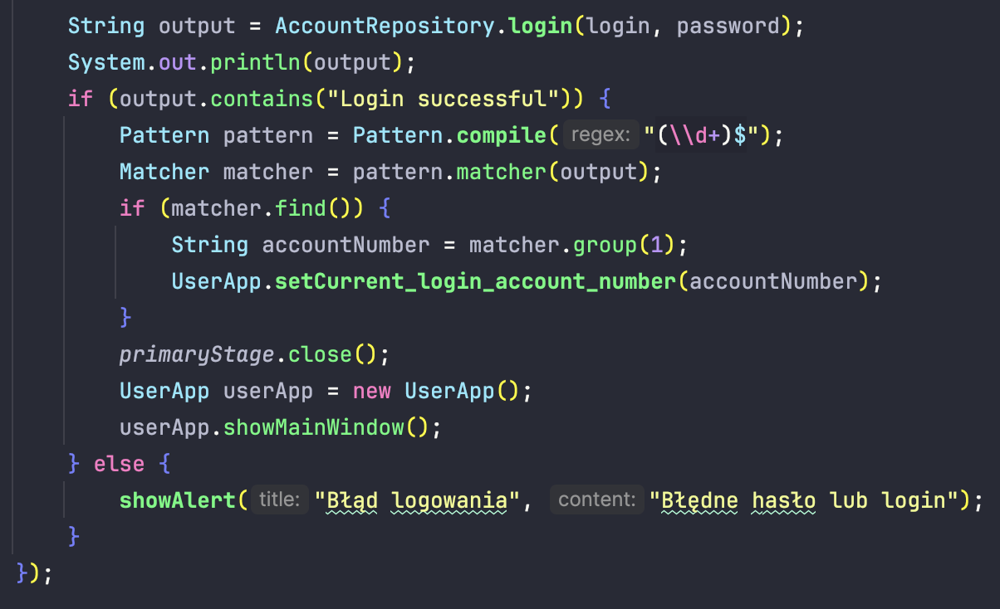 String output = AccountRepository.login(login, password);
System.out.println(output);
if (output.contains("Login successful")) {
Pattern pattern = Pattern.compile( regex: "(\\d+)$");
Matcher matcher = pattern.matcher(output);
if (matcher.find()) {
String accountNumber = matcher.group(1);
UserApp.setCurrent_login_account_number(accountNumber);
}
primaryStage.close();
UserApp userApp = new UserApp();
userApp.showMainWindow();
} else {
showAlert( title: "Błąd logowania", content: "Błędne hasło lub login");
}
});